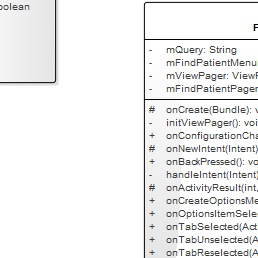 oolean
F
- mQuery: String
- mFindPatientMenu
- mViewPager: ViewP
- mFindPatientPager
# onCreate(Bundle): v
- initViewPager(): voi
+ onConfigurationCha
# onNewIntent(Intent)
+ onBackPressed(): vo
- handleIntent(Intent)
# onActivityResult(int,
+ onCreateOptionsMe
+ onOptionsItemSelec
+ onTabSelected(Act
+ onTabUnselected(A
+ onTabReselected(A